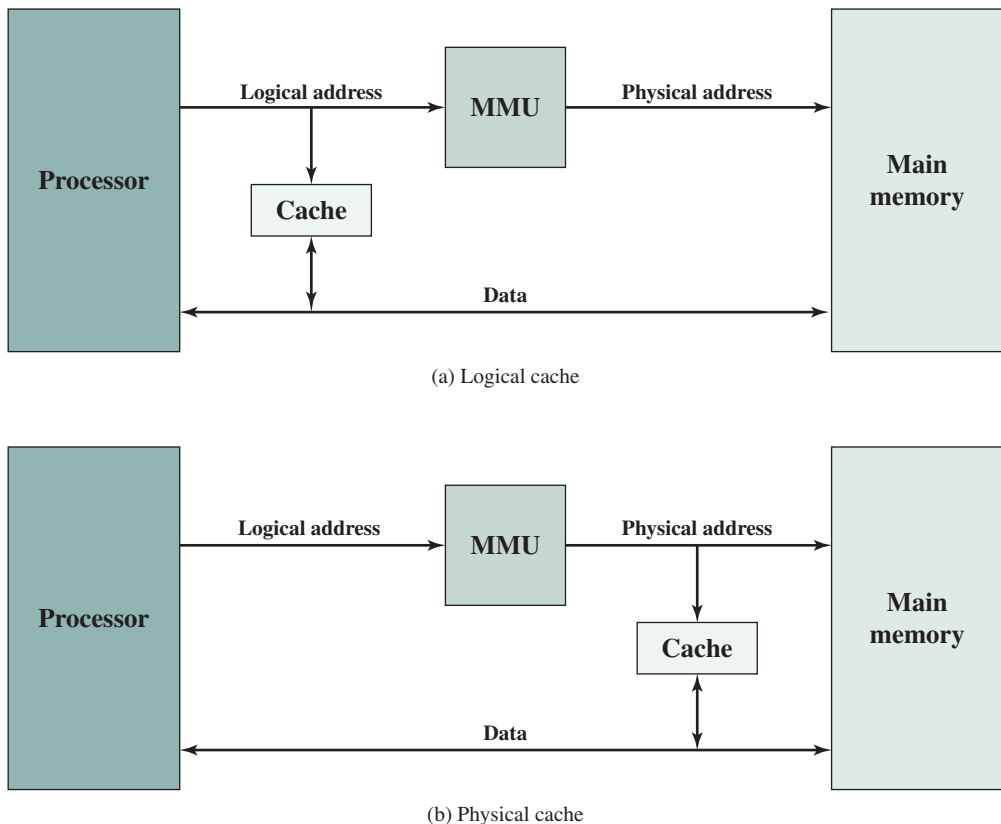 Logical address
MMU
Physical address
Processor
Cache
Main
memory
Data
(a) Logical cache
Logical address
MMU
Physical address
Processor
Cache
Main
memory
Data
(b) Physical cache